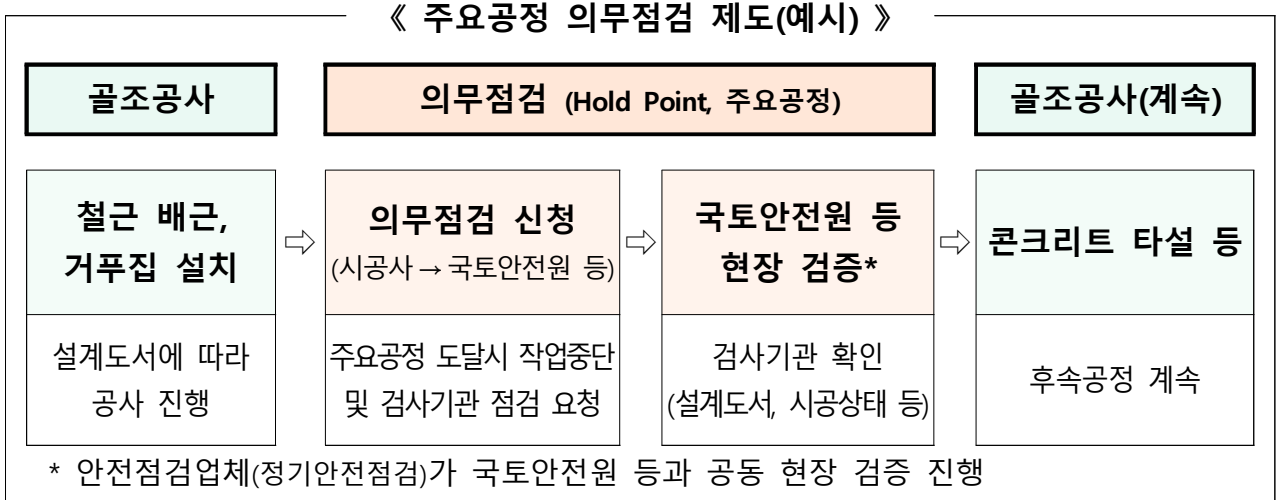 《 주요공정 의무점검 제도(예시) 》
골조공사
의무점검 (Hold Point, 주요공정)
골조공사(계속)
철근 배근,
거푸집 설치
⇨
의무점검 신청
(시공사 → 국토안전원 등)
⇨
국토안전원 등
현장 검증*
⇨
콘크리트 타설 등
설계도서에 따라
공사 진행
주요공정 도달시 작업중단
및 검사기관 점검 요청
검사기관 확인
(설계도서, 시공상태 등)
후속공정 계속
* 안전점검업체(정기안전점검)가 국토안전원 등과 공동 현장 검증 진행